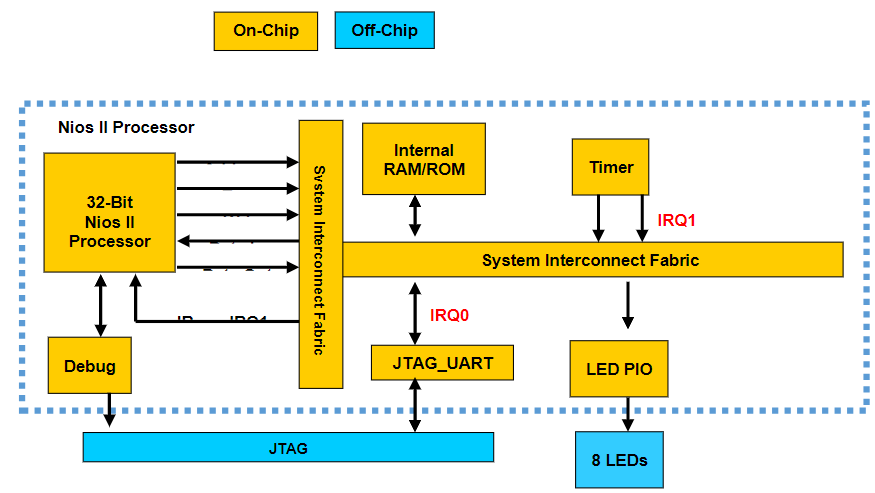 On-Chip
Off-Chip
Nios II Processor
32-Bit
Nios II
Processor
System Interconnect Fabric
Internal
RAM/ROM
Timer
IRQ1
System Interconnect Fabric
IRQ0
Debug
JTAG_UART
LED PIO
JTAG
8 LEDs